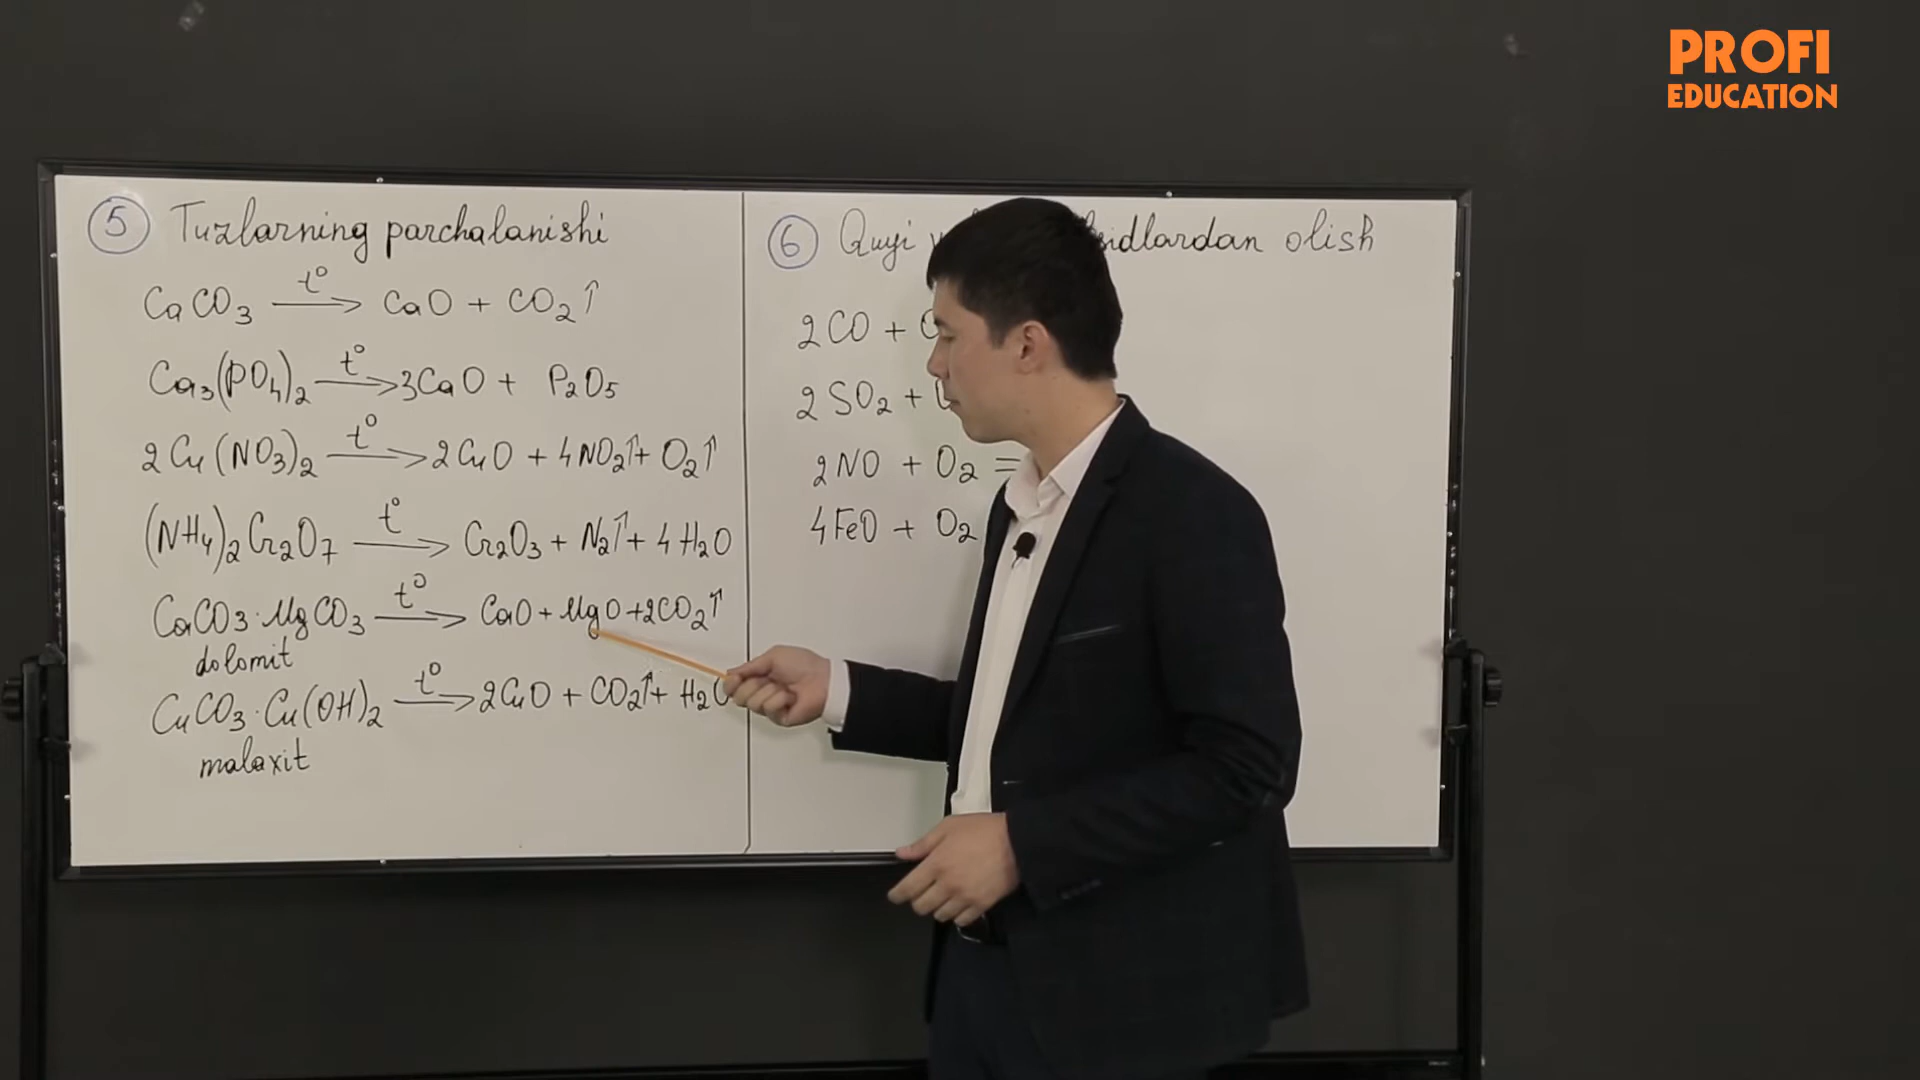 PROFI
EDUCATION
5 Tuzlarning parchalanishi
CaCO3 t° → CaO + CO2↑
Ca3(PO4)2 t° → 3CaO + P2O5
2Cu(NO3)2 t° → 2CuO + 4NO2↑ + O2↑
(NH4)2Cr2O7 t° → Cr2O3 + N2↑ + 4H2O
CaCO3·MgCO3 t° → CaO + MgO + 2CO2↑
dolomit
CuCO3·Cu(OH)2 t° → 2CuO + CO2↑ + H2O
malaxit
6 Quyi olish
2CO +
2SO2 +
2NO + O2 =
4FeO + O2